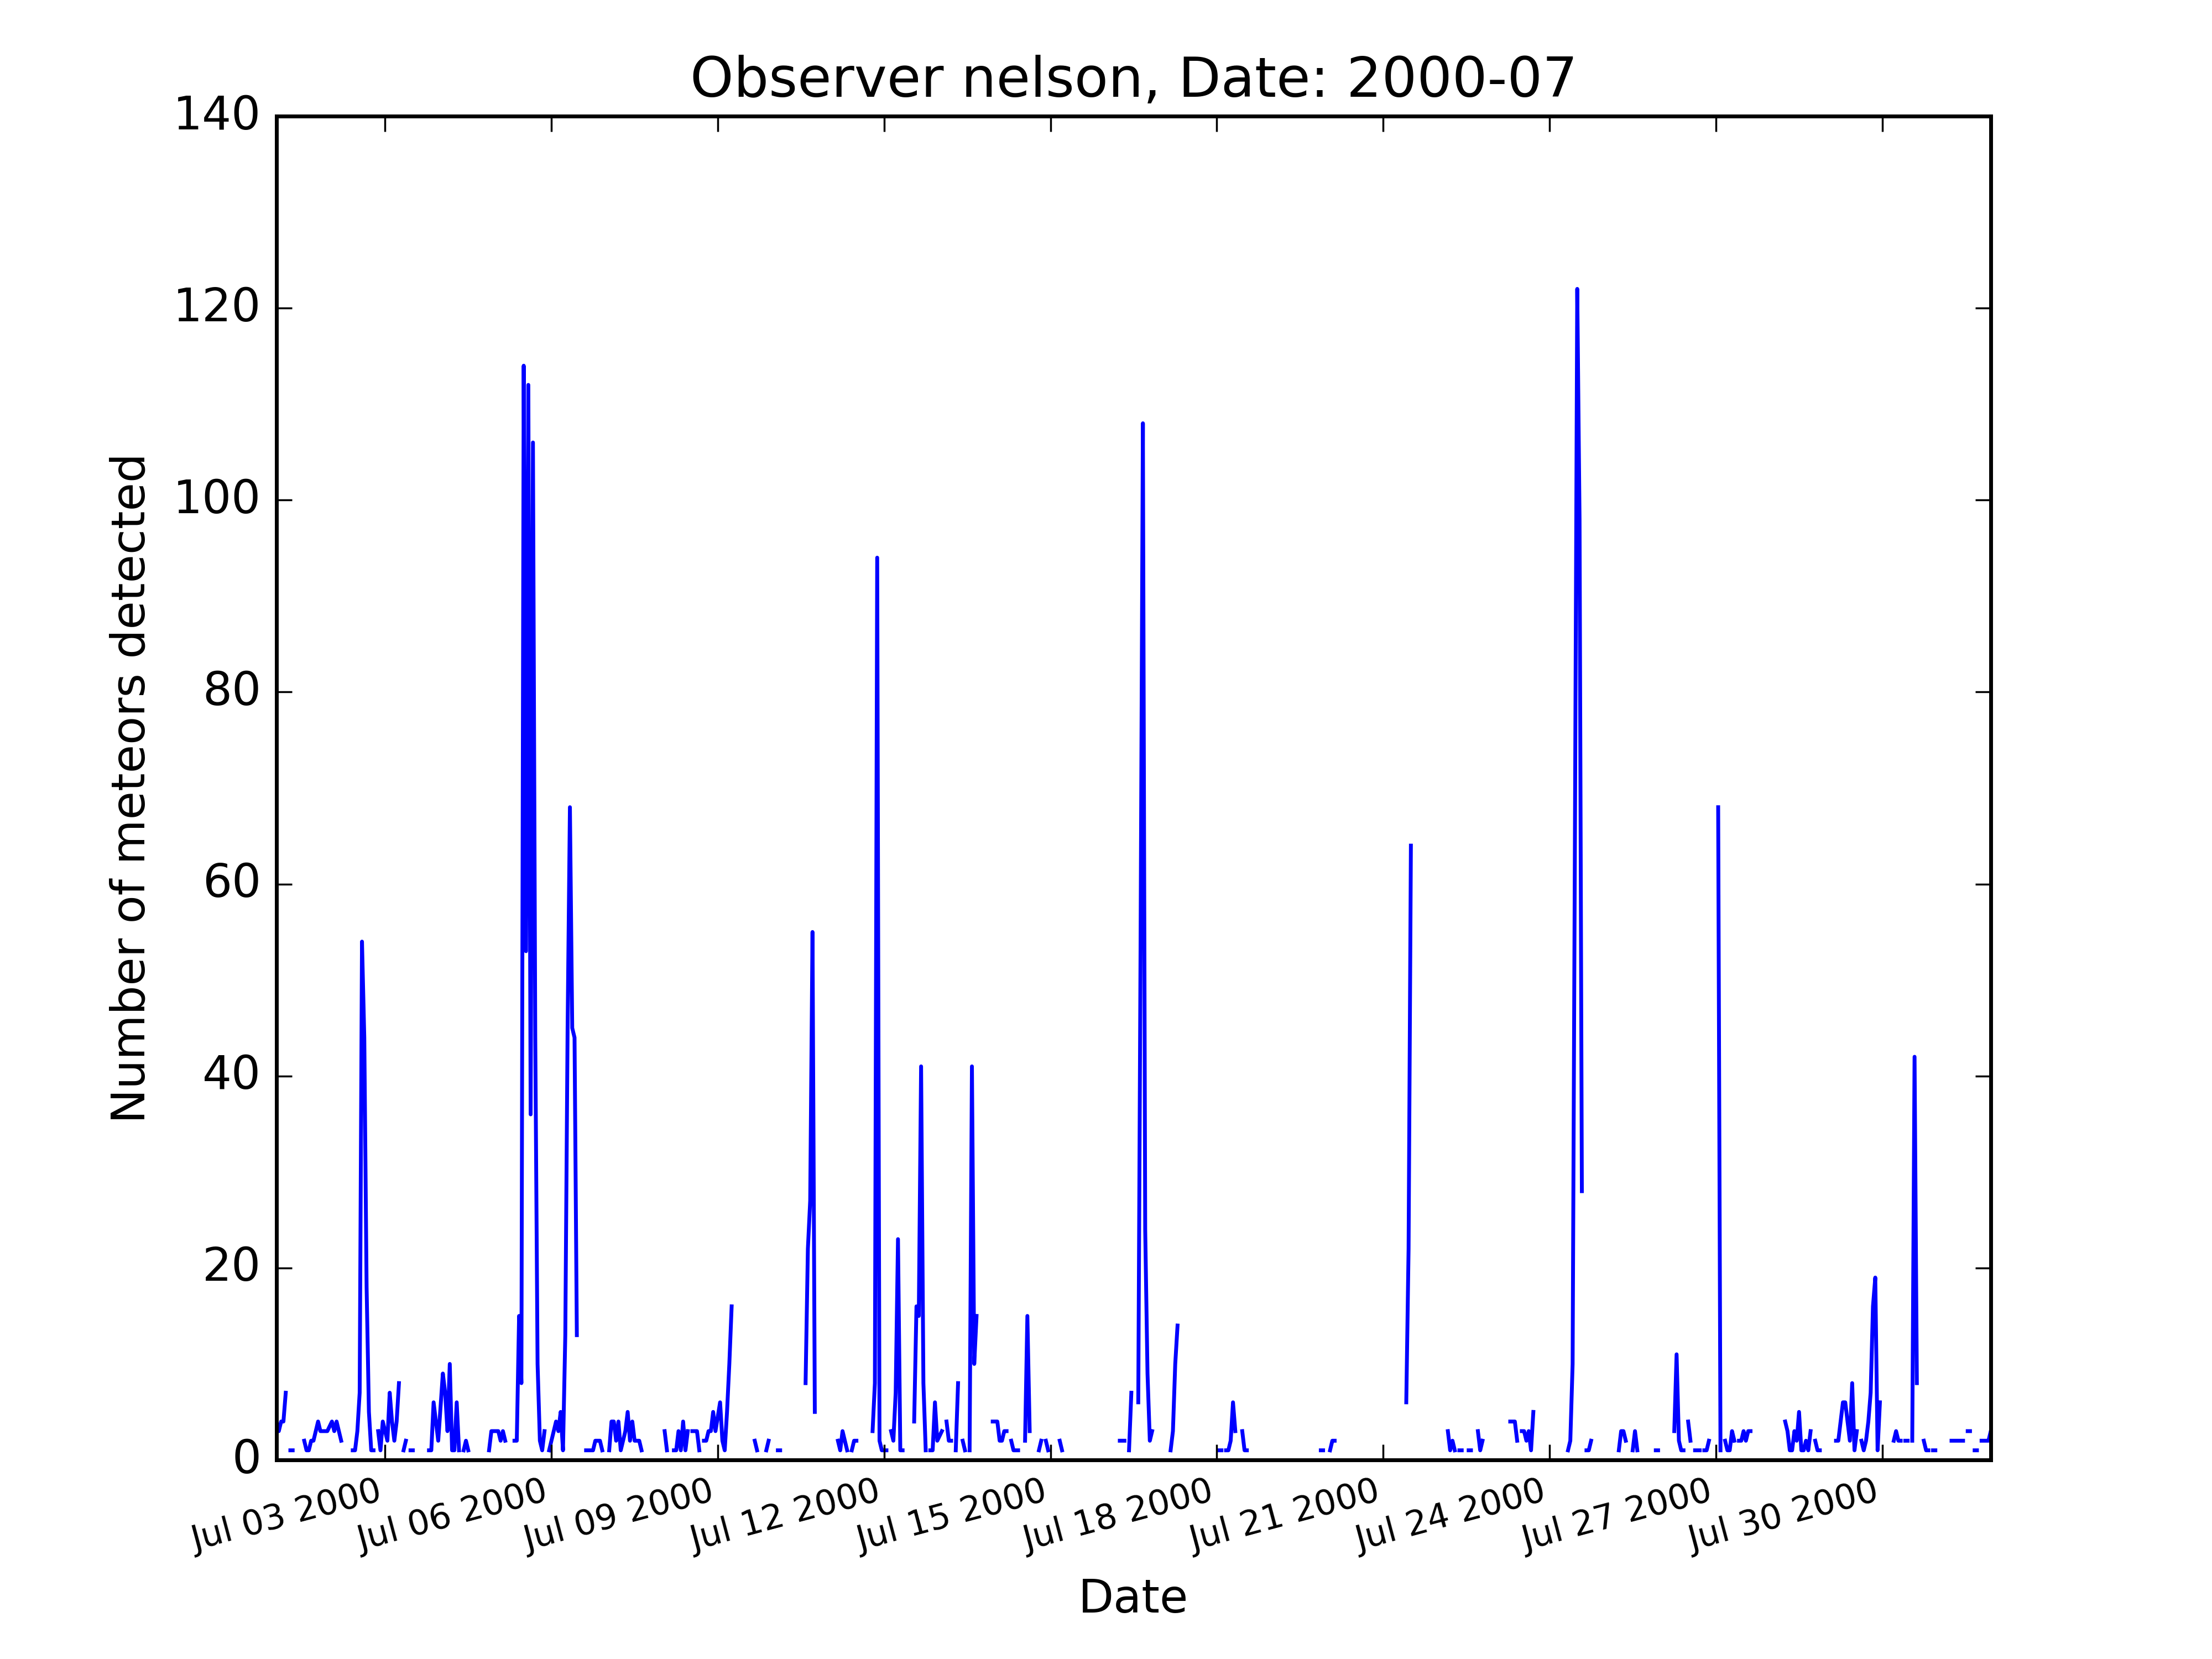 Observer nelson, Date: 2000-07
Number of meteors detected
140
120
100
80
60
40
20
0
Jul 03 2000
Jul 06 2000
Jul 09 2000
Jul 12 2000
Jul 15 2000
Jul 18 2000
Jul 21 2000
Jul 24 2000
Jul 27 2000
Jul 30 2000
Date